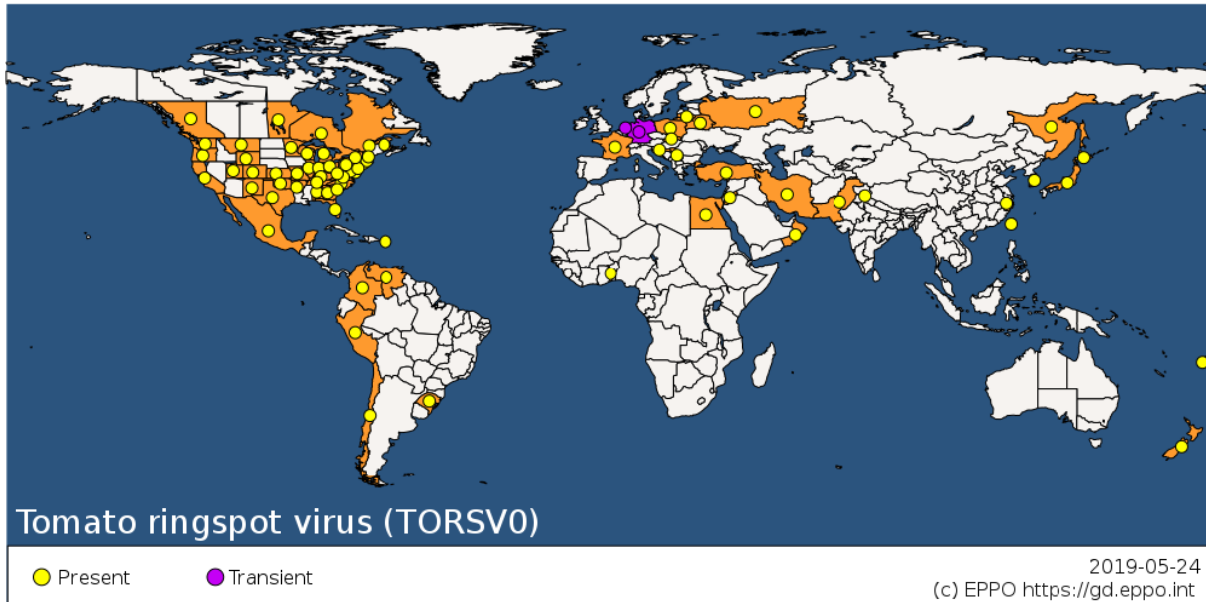 Tomato ringspot virus (TORSV0)
Present
Transient
2019-05-24
(c) EPPO https://gd.eppo.int